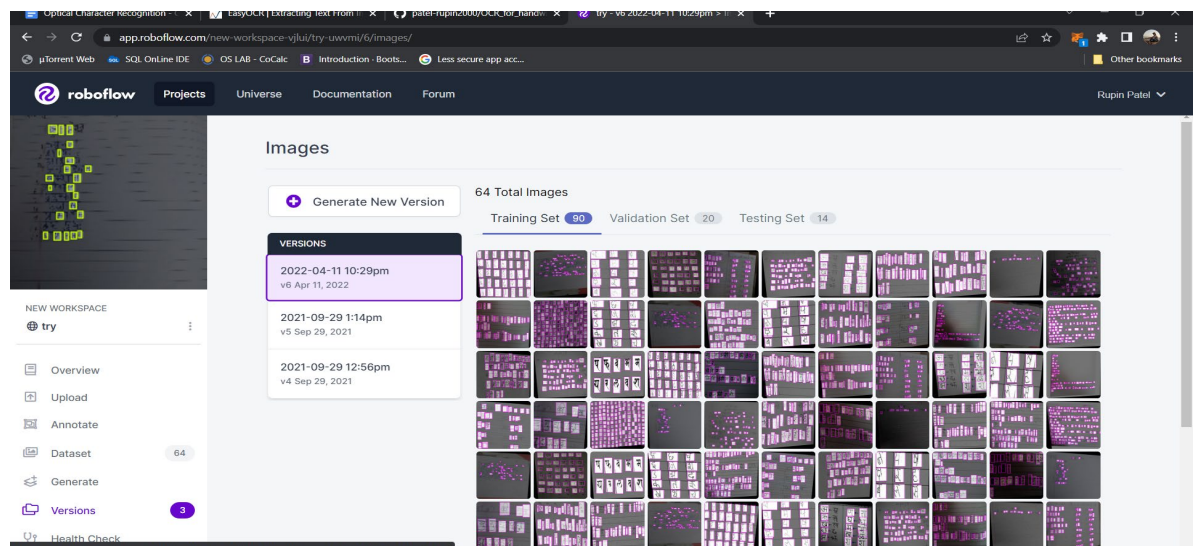 Optical Character Recognition - C
EasyOCR | Extracting Text From I
patel-rupin2000/OCR_for_handw
try - v6 2022-04-11 10:29pm >
app.roboflow.com/new-workspace-vjlui/try-uwvmi/6/images/
µTorrent Web SQL OnLine IDE OS LAB - CoCalc Introduction · Boots... Less secure app acc... Other bookmarks
roboflow Projects Universe Documentation Forum Rupin Patel
Images
Generate New Version
64 Total Images
Training Set 90 Validation Set 20 Testing Set 14
VERSIONS
2022-04-11 10:29pm
v6 Apr 11, 2022
2021-09-29 1:14pm
v5 Sep 29, 2021
2021-09-29 12:56pm
v4 Sep 29, 2021
NEW WORKSPACE
try
Overview
Upload
Annotate
Dataset 64
Generate
Versions 3
Health Check